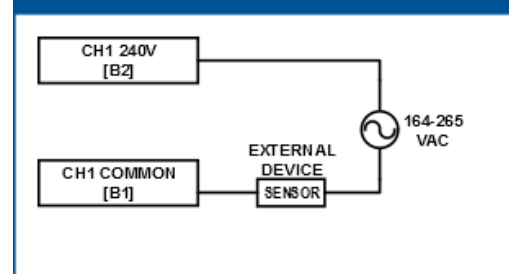 CH1 240V
[B2]
164-265
VAC
EXTERNAL
DEVICE
SENSOR
CH1 COMMON
[B1]